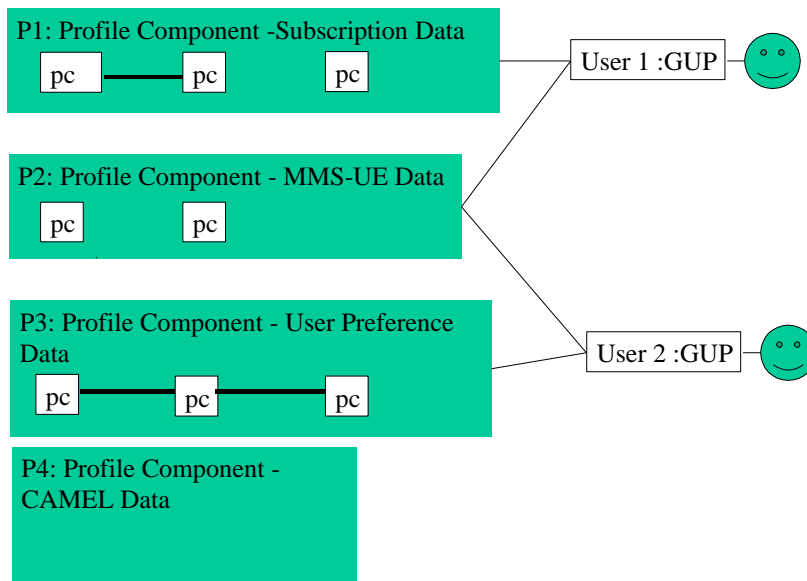 P1: Profile Component -Subscription Data
pc
pc
pc
User 1 :GUP
P2: Profile Component - MMS-UE Data
pc
pc
P3: Profile Component - User Preference
Data
pc
pc
pc
User 2 :GUP
P4: Profile Component -
CAMEL Data